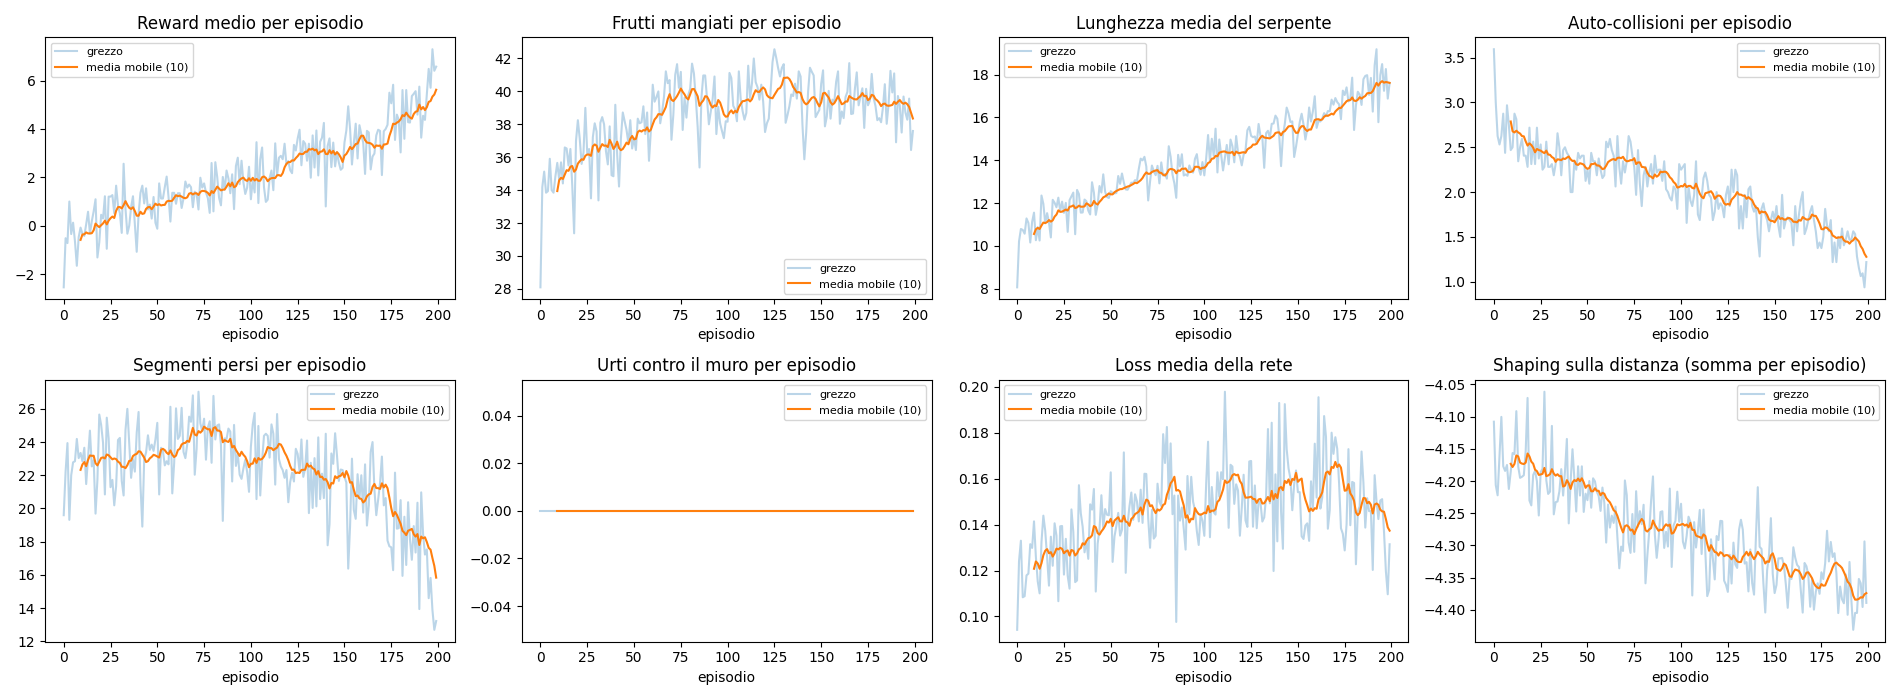 Reward medio per episodio
grezzo
media mobile (10)
6
4
2
0
−2
0 25 50 75 100 125 150 175 200
episodio
Frutti mangiati per episodio
42
40
38
36
34
32
30
28
grezzo
media mobile (10)
0 25 50 75 100 125 150 175 200
episodio
Lunghezza media del serpente
grezzo
media mobile (10)
18
16
14
12
10
8
0 25 50 75 100 125 150 175 200
episodio
Auto-collisioni per episodio
grezzo
media mobile (10)
3.5
3.0
2.5
2.0
1.5
1.0
0 25 50 75 100 125 150 175 200
episodio
Segmenti persi per episodio
grezzo
media mobile (10)
26
24
22
20
18
16
14
12
0 25 50 75 100 125 150 175 200
episodio
Urti contro il muro per episodio
grezzo
media mobile (10)
0.04
0.02
0.00
−0.02
−0.04
0 25 50 75 100 125 150 175 200
episodio
Loss media della rete
grezzo
media mobile (10)
0.20
0.18
0.16
0.14
0.12
0.10
0 25 50 75 100 125 150 175 200
episodio
Shaping sulla distanza (somma per episodio)
grezzo
media mobile (10)
−4.05
−4.10
−4.15
−4.20
−4.25
−4.30
−4.35
−4.40
0 25 50 75 100 125 150 175 200
episodio